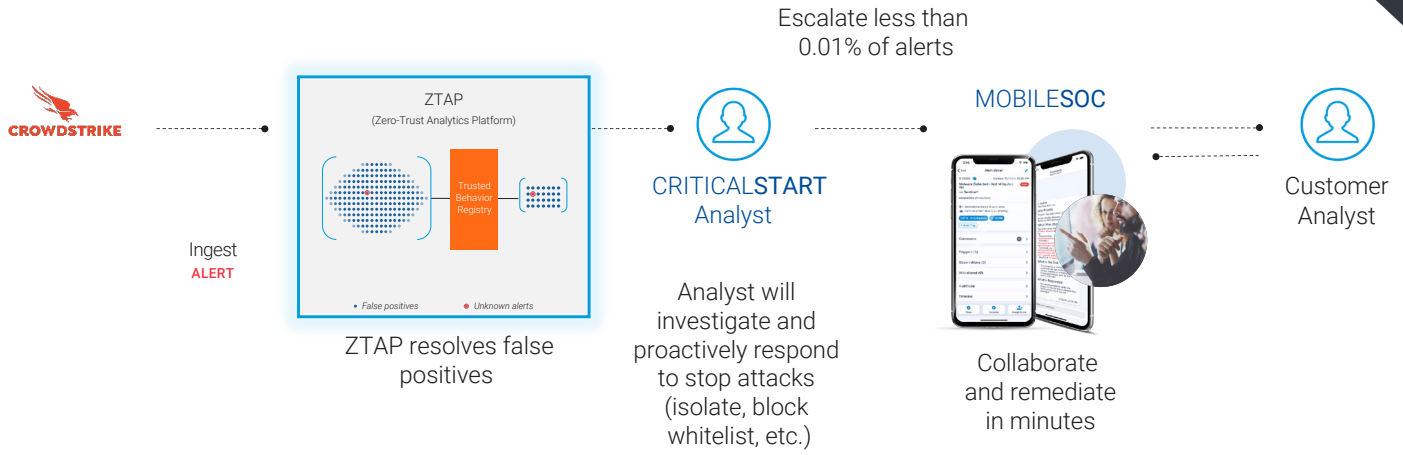 Escalate less than
0.01% of alerts
CROWDSTRIKE
Ingest
ALERT
ZTAP
(Zero-Trust Analytics Platform)
Trusted
Behavior
Registry
False positives
Unknown alerts
ZTAP resolves false
positives
CRITICALSTART
Analyst
Analyst will
investigate and
proactively respond
to stop attacks
(isolate, block
whitelist, etc.)
MOBILESOC
Collaborate
and remediate
in minutes
Customer
Analyst